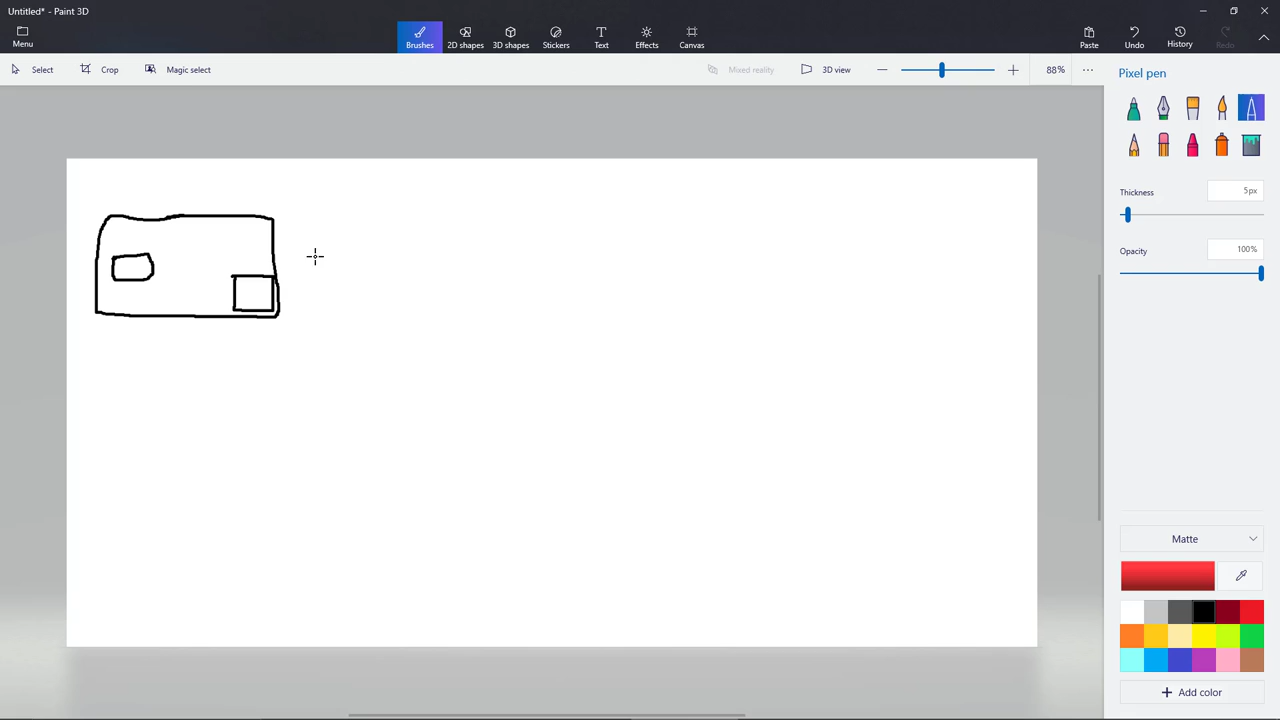 Untitled* - Paint 3D
Menu
Brushes
2D shapes
3D shapes
Stickers
Text
Effects
Canvas
Paste
Undo
History
Redo
Select
Crop
Magic select
Mixed reality
3D view
88%
Pixel pen
Thickness
5px
Opacity
100%
Matte
Add color